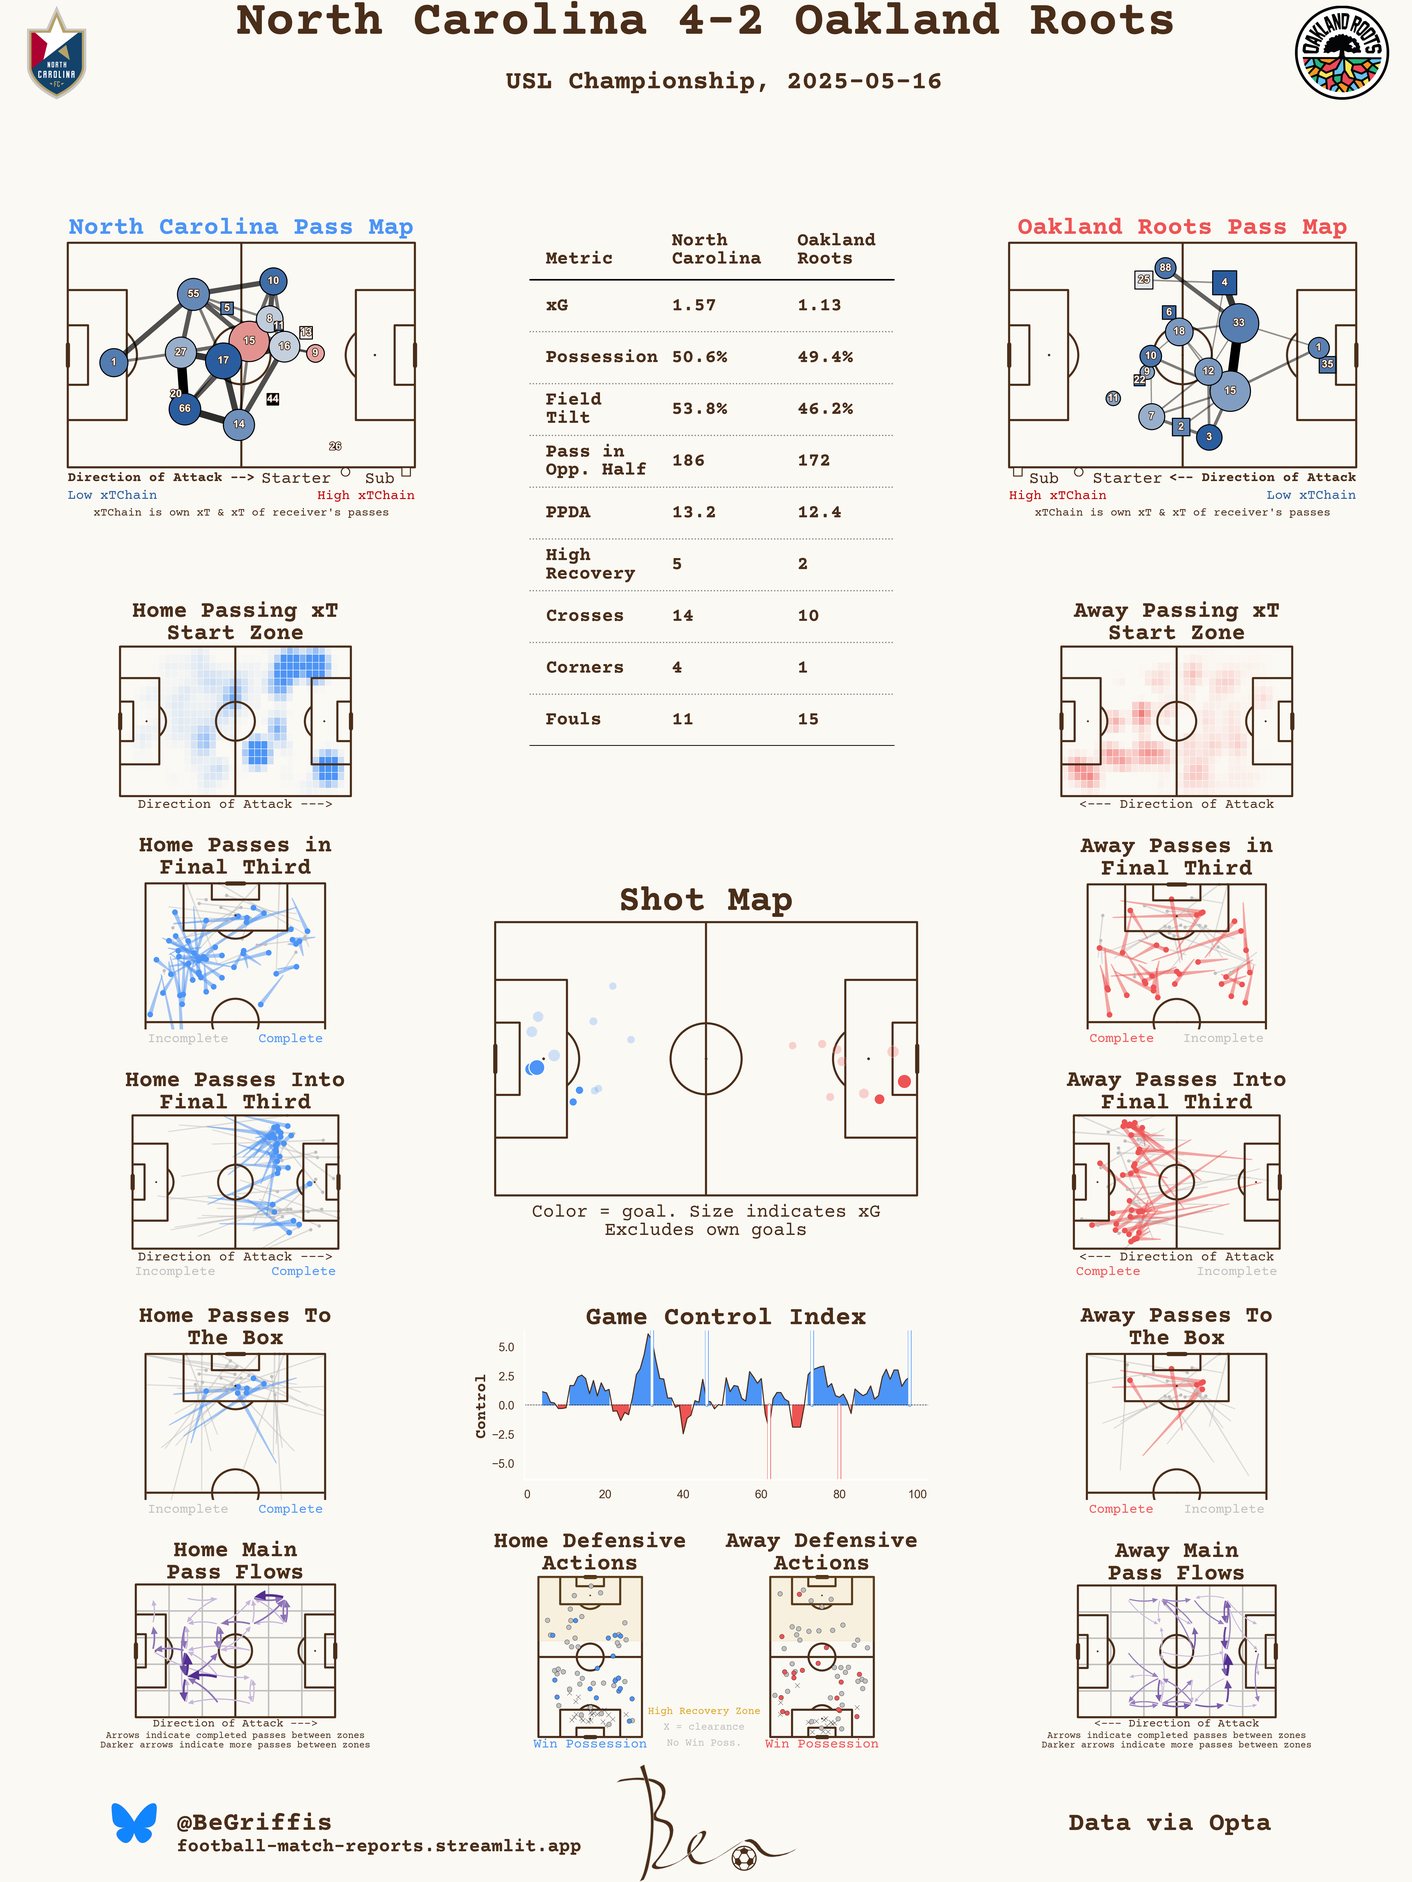 North Carolina 4-2 Oakland Roots
USL Championship, 2025-05-16
NORTH
CAROLINA
FC
OAKLAND ROOTS
North Carolina Pass Map
1
55
10
5
8
11
13
15
16
9
27
17
20
66
14
44
26
Direction of Attack --> Starter Sub
Low xTChain High xTChain
xTChain is own xT & xT of receiver's passes
Metric North Carolina Oakland Roots
xG 1.57 1.13
Possession 50.6% 49.4%
Field Tilt 53.8% 46.2%
Pass in Opp. Half 186 172
PPDA 13.2 12.4
High Recovery 5 2
Crosses 14 10
Corners 4 1
Fouls 11 15
Oakland Roots Pass Map
88
25
4
6
18
33
10
9
22
12
1
35
11
15
7
2
3
Sub Starter <-- Direction of Attack
High xTChain Low xTChain
xTChain is own xT & xT of receiver's passes
Home Passing xT
Start Zone
Direction of Attack --->
Away Passing xT
Start Zone
<--- Direction of Attack
Home Passes in
Final Third
Incomplete Complete
Away Passes in
Final Third
Complete Incomplete
Shot Map
Color = goal. Size indicates xG
Excludes own goals
Home Passes Into
Final Third
Direction of Attack --->
Incomplete Complete
Away Passes Into
Final Third
<--- Direction of Attack
Complete Incomplete
Home Passes To
The Box
Incomplete Complete
Game Control Index
Control
5.0
2.5
0.0
−2.5
−5.0
0 20 40 60 80 100
Away Passes To
The Box
Complete Incomplete
Home Main
Pass Flows
Direction of Attack --->
Arrows indicate completed passes between zones
Darker arrows indicate more passes between zones
Home Defensive
Actions
Win Possession
High Recovery Zone
X = clearance
No Win Poss.
Away Defensive
Actions
Win Possession
Away Main
Pass Flows
<--- Direction of Attack
Arrows indicate completed passes between zones
Darker arrows indicate more passes between zones
@BeGriffis
football-match-reports.streamlit.app
Ben
Data via Opta